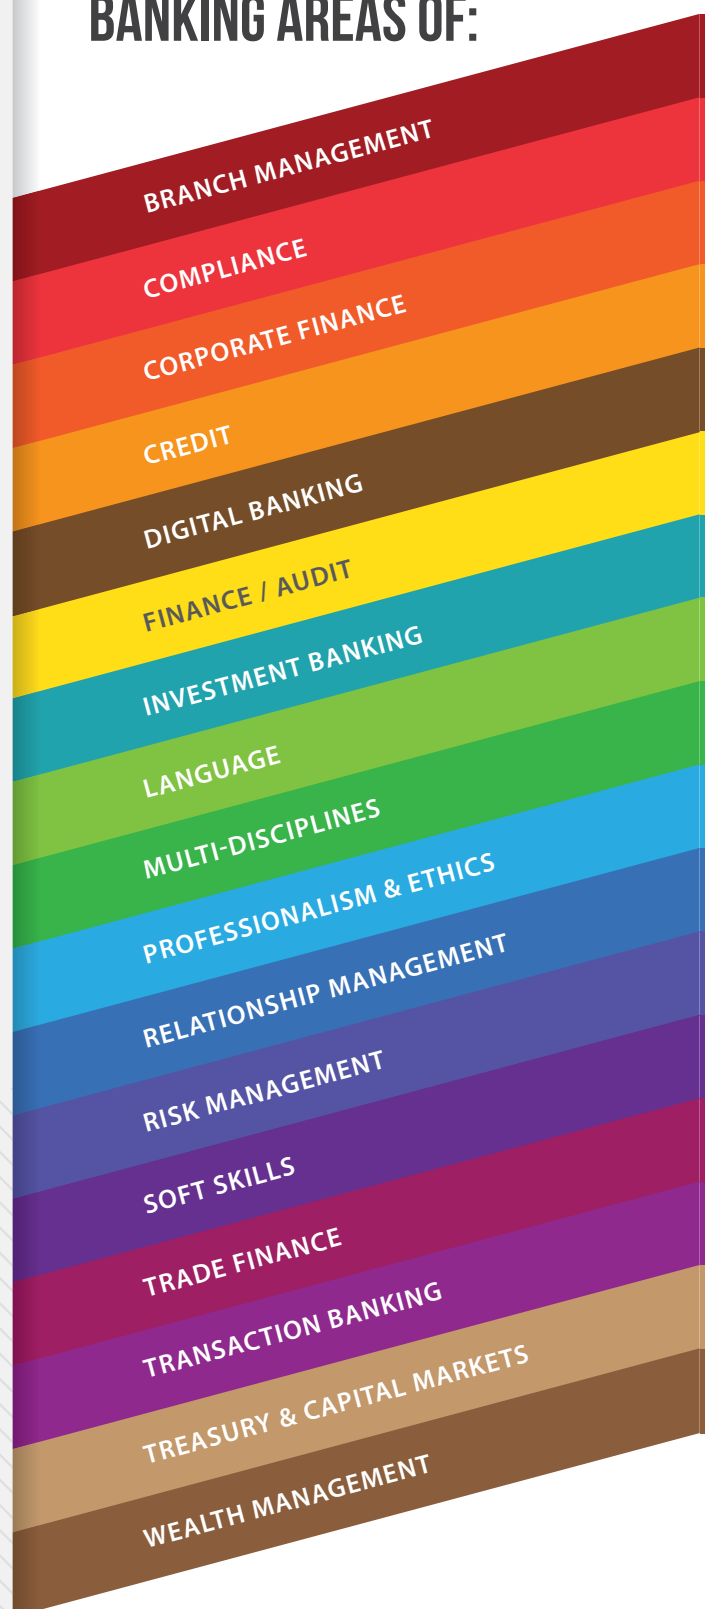 BANKING AREAS OF:
BRANCH MANAGEMENT
COMPLIANCE
CORPORATE FINANCE
CREDIT
DIGITAL BANKING
FINANCE / AUDIT
INVESTMENT BANKING
LANGUAGE
MULTI-DISCIPLINES
PROFESSIONALISM & ETHICS
RELATIONSHIP MANAGEMENT
RISK MANAGEMENT
SOFT SKILLS
TRADE FINANCE
TRANSACTION BANKING
TREASURY & CAPITAL MARKETS
WEALTH MANAGEMENT